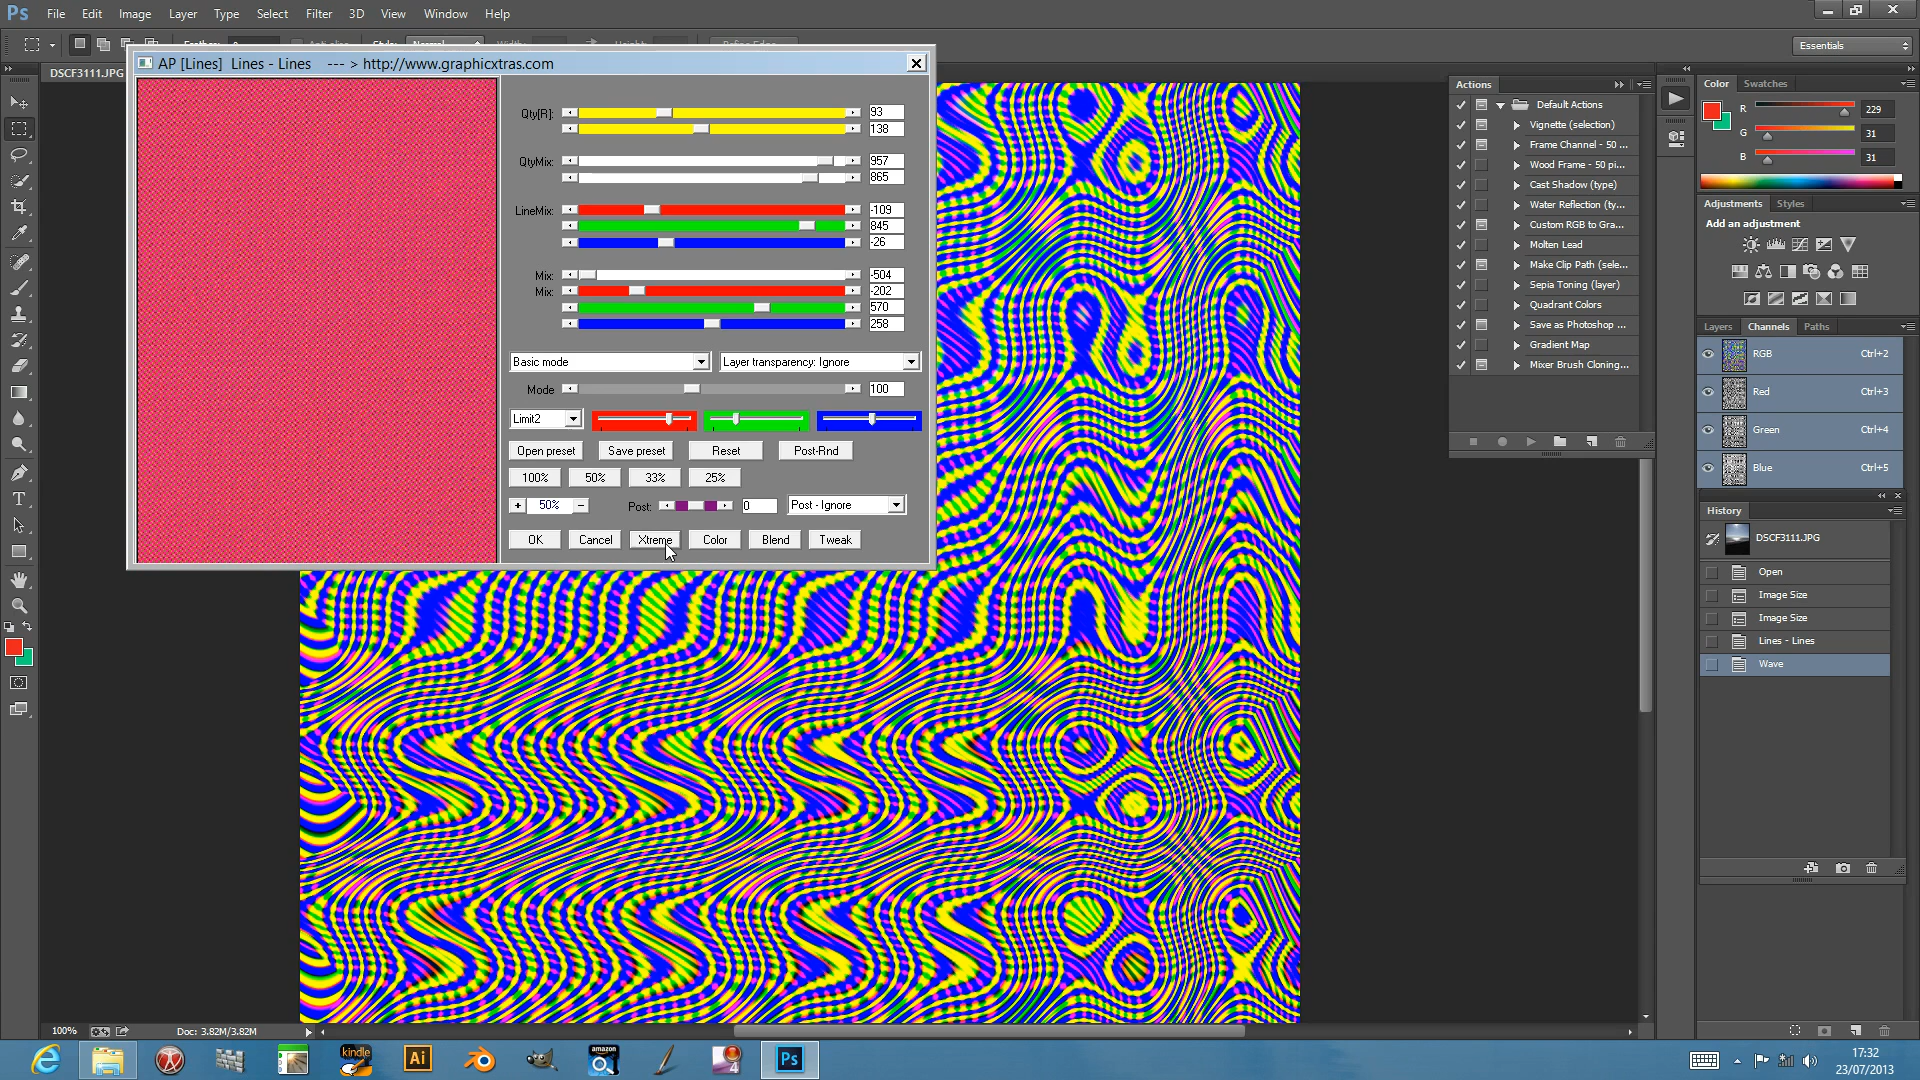 Ps File Edit Image Layer Type Select Filter 3D View Window Help
Essentials
DSCF3111.JPG
AP [Lines] Lines - Lines --- > http://www.graphicxtras.com
Qty[R]: 93
138
QtyMix: 957
865
LineMix: -109
845
-26
Mix: -504
Mix: -202
570
258
Basic mode Layer transparency: Ignore
Mode 100
Limit2
Open preset Save preset Reset Post-Rnd
100% 50% 33% 25%
+ 50% − Post: 0 Post - Ignore
OK Cancel Xtreme Color Blend Tweak
Actions
Default Actions
Vignette (selection)
Frame Channel - 50 ...
Wood Frame - 50 pi...
Cast Shadow (type)
Water Reflection (ty...
Custom RGB to Gra...
Molten Lead
Make Clip Path (sele...
Sepia Toning (layer)
Quadrant Colors
Save as Photoshop ...
Gradient Map
Mixer Brush Cloning...
Color Swatches
R 229
G 31
B 31
Adjustments Styles
Add an adjustment
Layers Channels Paths
RGB Ctrl+2
Red Ctrl+3
Green Ctrl+4
Blue Ctrl+5
History
DSCF3111.JPG
Open
Image Size
Image Size
Lines - Lines
Wave
100% Doc: 3.82M/3.82M
kindle Ai amazon 4 Ps
17:32
23/07/2013